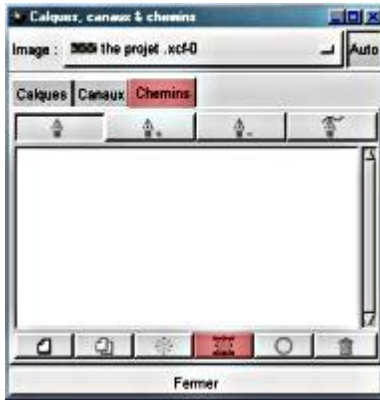 Calques, canaux & chemins
Image : the projet .xcf-0 Auto
Calques Canaux Chemins
Fermer